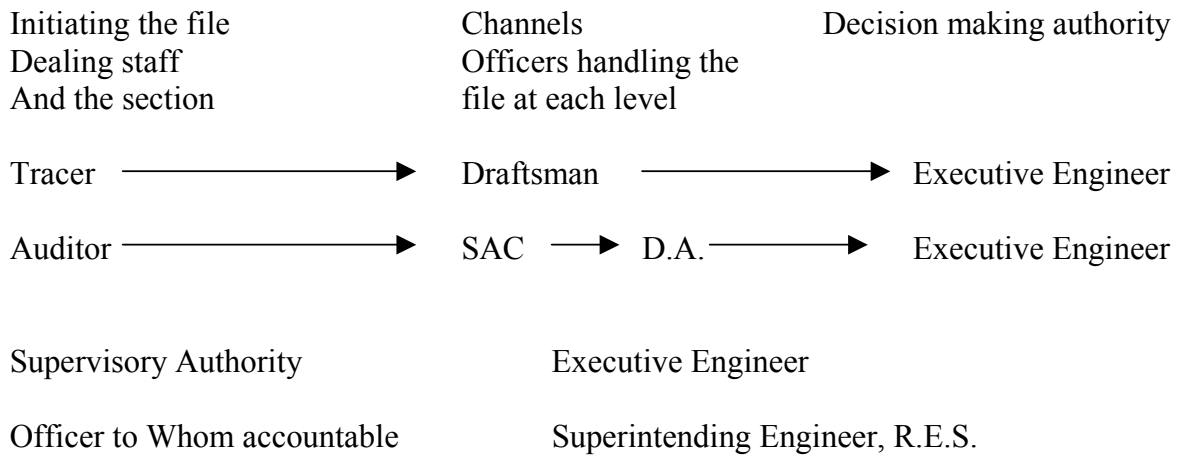 Initiating the file Channels Decision making authority
Dealing staff Officers handling the
And the section file at each level
Tracer Draftsman Executive Engineer
Auditor SAC D.A. Executive Engineer
Supervisory Authority Executive Engineer
Officer to Whom accountable Superintending Engineer, R.E.S.